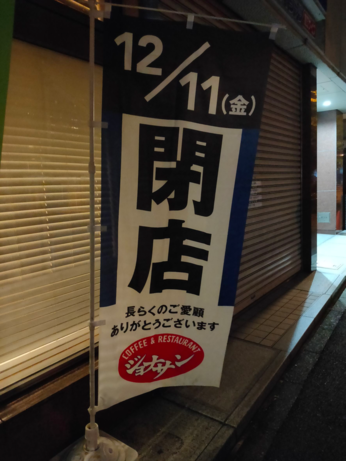 12/11(金)
閉店
長らくのご愛顧
ありがとうございます
COFFEE & RESTAURANT
ジョナサン